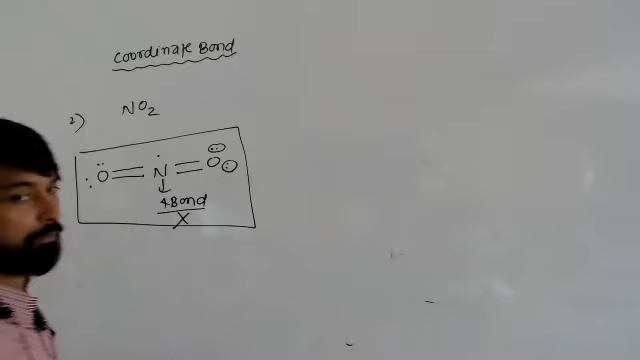 Coordinate Bond
2) NO2
O = N = O
4 Bond
X